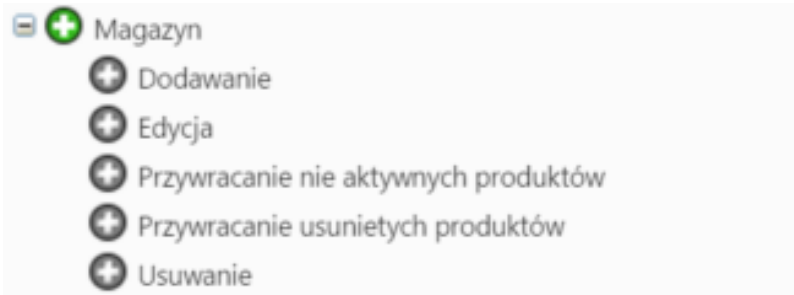 Magazyn
Dodawanie
Edycja
Przywracanie nie aktywnych produktów
Przywracanie usunietych produktów
Usuwanie